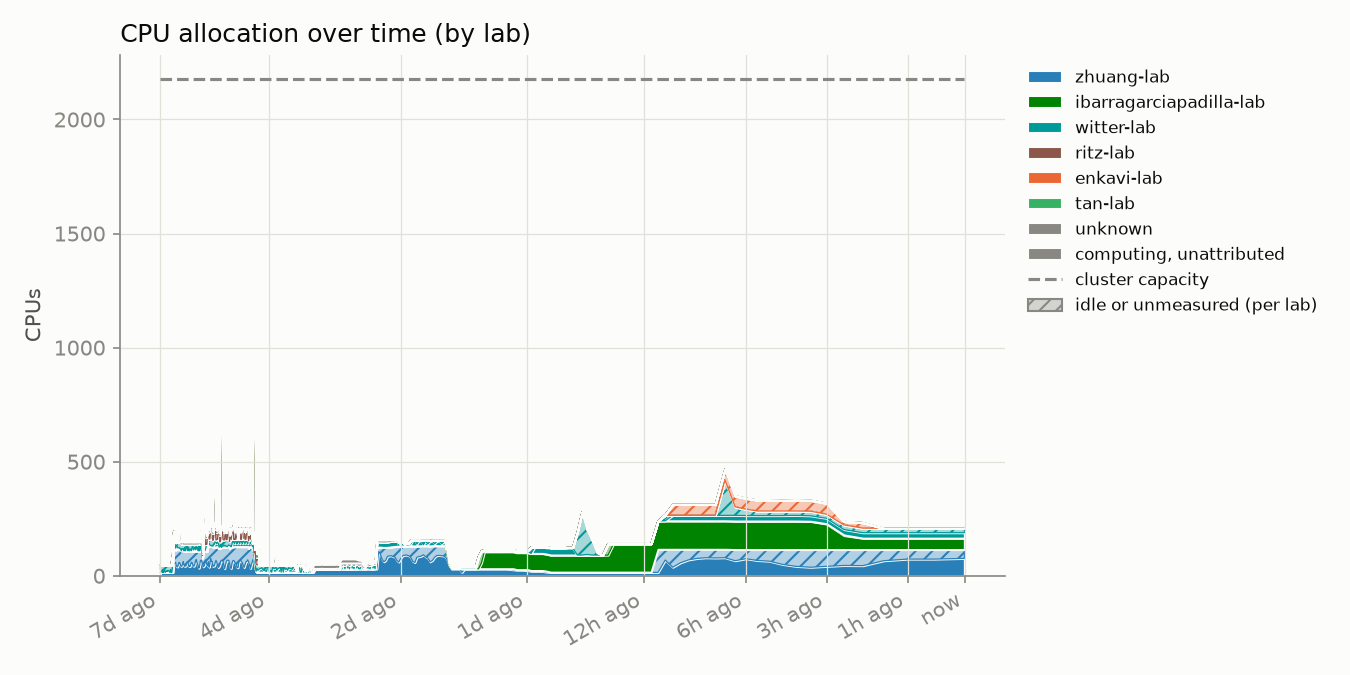 CPU allocation over time (by lab)
CPUs
2000
1500
1000
500
0
7d ago
4d ago
2d ago
1d ago
12h ago
6h ago
3h ago
1h ago
now
zhuang-lab
ibarragarciapadilla-lab
witter-lab
ritz-lab
enkavi-lab
tan-lab
unknown
computing, unattributed
cluster capacity
idle or unmeasured (per lab)